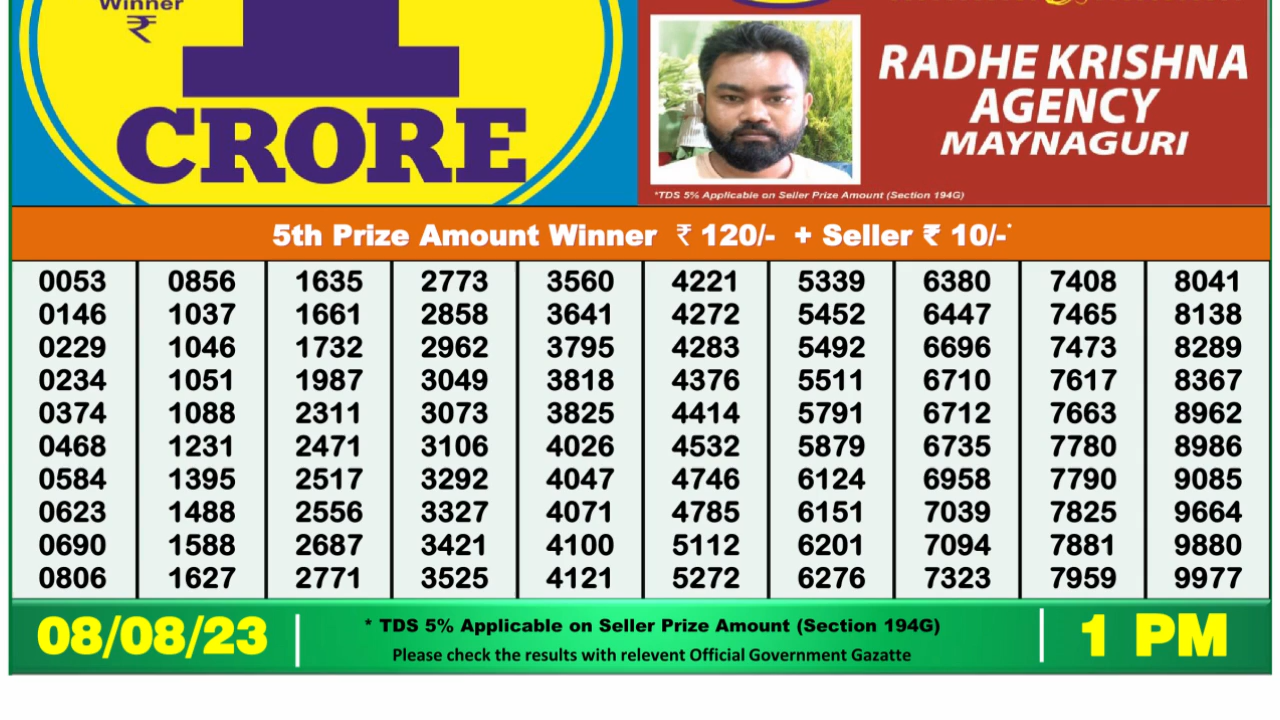 Winner
₹
1
CRORE
RADHE KRISHNA
AGENCY
MAYNAGURI
*TDS 5% Applicable on Seller Prize Amount (Section 194G)
5th Prize Amount Winner ₹ 120/- + Seller ₹ 10/-*
0053 0856 1635 2773 3560 4221 5339 6380 7408 8041
0146 1037 1661 2858 3641 4272 5452 6447 7465 8138
0229 1046 1732 2962 3795 4283 5492 6696 7473 8289
0234 1051 1987 3049 3818 4376 5511 6710 7617 8367
0374 1088 2311 3073 3825 4414 5791 6712 7663 8962
0468 1231 2471 3106 4026 4532 5879 6735 7780 8986
0584 1395 2517 3292 4047 4746 6124 6958 7790 9085
0623 1488 2556 3327 4071 4785 6151 7039 7825 9664
0690 1588 2687 3421 4100 5112 6201 7094 7881 9880
0806 1627 2771 3525 4121 5272 6276 7323 7959 9977
08/08/23
* TDS 5% Applicable on Seller Prize Amount (Section 194G)
Please check the results with relevent Official Government Gazatte
1 PM